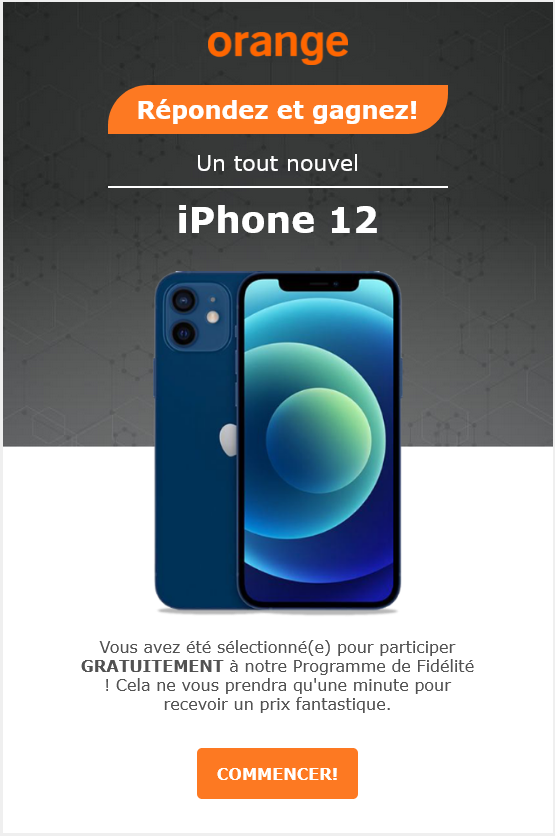 orange
Répondez et gagnez!
Un tout nouvel
iPhone 12
Vous avez été sélectionné(e) pour participer
GRATUITEMENT à notre Programme de Fidélité
! Cela ne vous prendra qu'une minute pour
recevoir un prix fantastique.
COMMENCER!